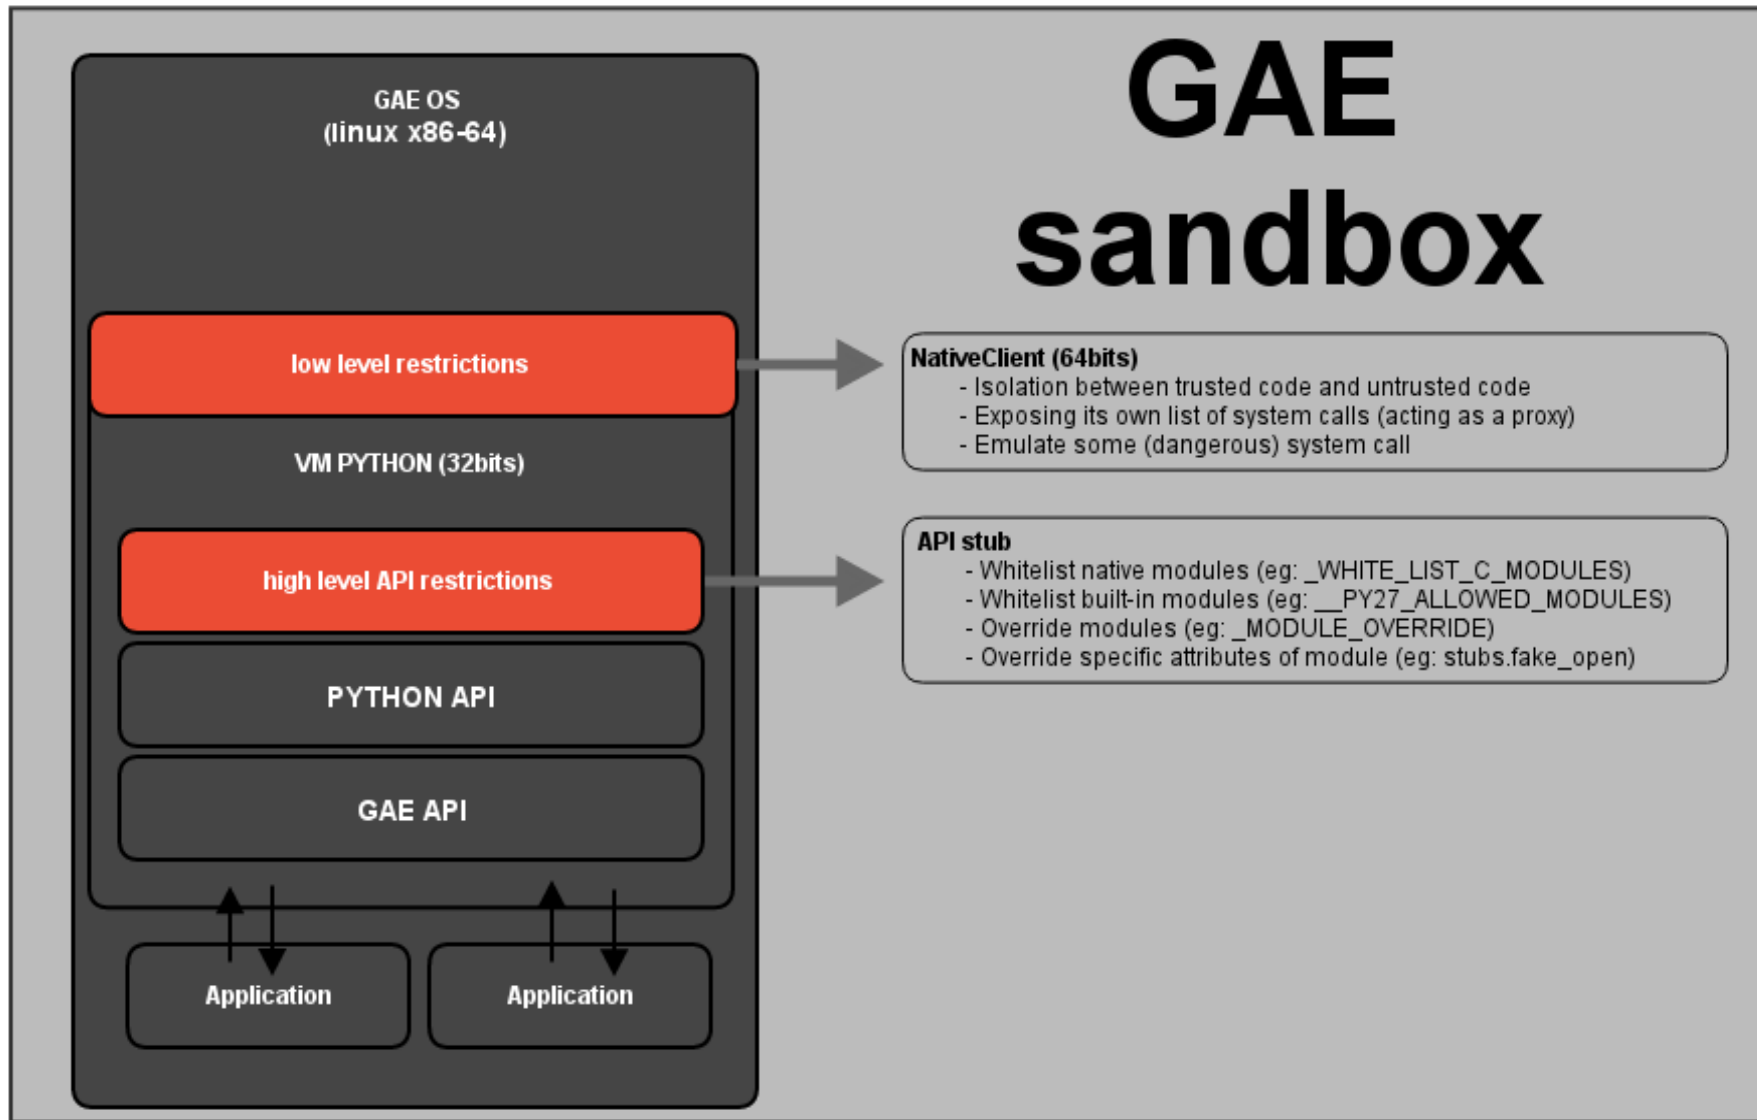 GAE
sandbox
GAE OS
(linux x86-64)
low level restrictions
VM PYTHON (32bits)
high level API restrictions
PYTHON API
GAE API
Application
Application
NativeClient (64bits)
- Isolation between trusted code and untrusted code
- Exposing its own list of system calls (acting as a proxy)
- Emulate some (dangerous) system call
API stub
- Whitelist native modules (eg: _WHITE_LIST_C_MODULES)
- Whitelist built-in modules (eg: __PY27_ALLOWED_MODULES)
- Override modules (eg: _MODULE_OVERRIDE)
- Override specific attributes of module (eg: stubs.fake_open)